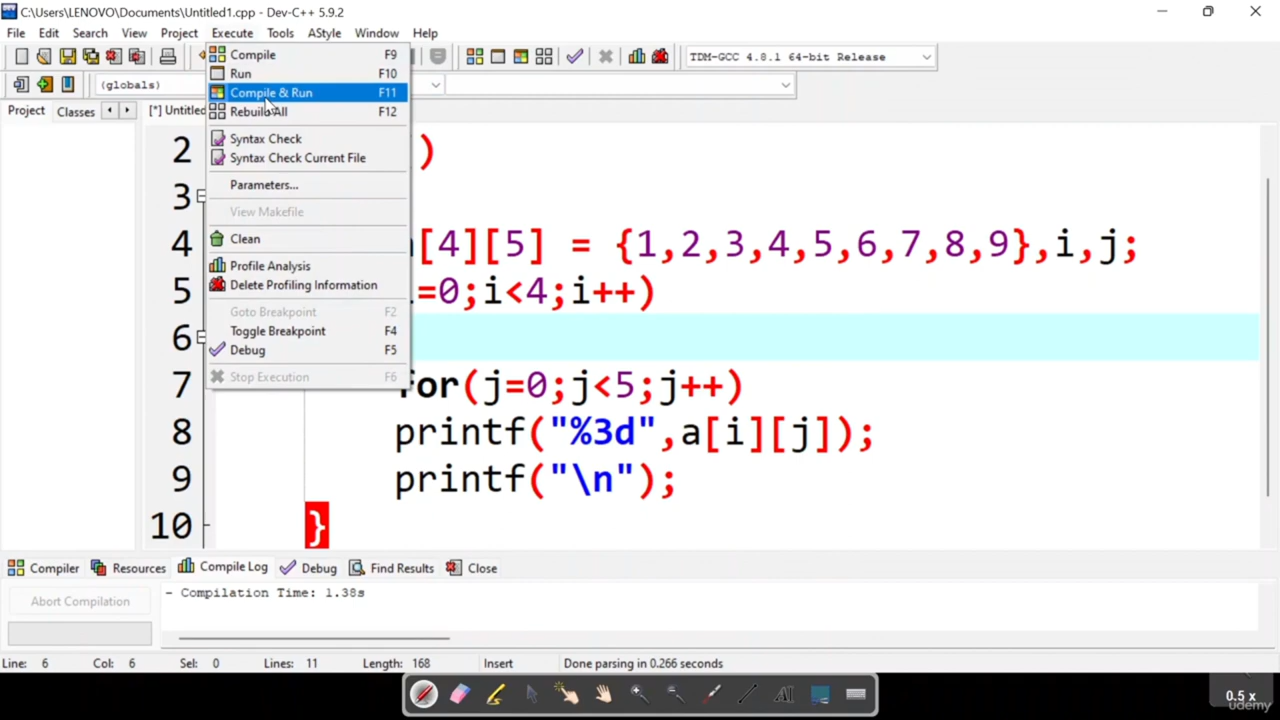 C:\Users\LENOVO\Documents\Untitled1.cpp - Dev-C++ 5.9.2
File Edit Search View Project Execute Tools AStyle Window Help
TDM-GCC 4.8.1 64-bit Release
(globals)
Project Classes [*] Untitle
Compile F9
Run F10
Compile & Run F11
Rebuild All F12
Syntax Check
Syntax Check Current File
Parameters...
View Makefile
Clean
Profile Analysis
Delete Profiling Information
Goto Breakpoint F2
Toggle Breakpoint F4
Debug F5
Stop Execution F6
2 )
3
4 [4][5] = {1,2,3,4,5,6,7,8,9},i,j;
5 =0;i<4;i++)
6
7 for(j=0;j<5;j++)
8 printf("%3d",a[i][j]);
9 printf("\n");
10 }
Compiler Resources Compile Log Debug Find Results Close
Abort Compilation
- Compilation Time: 1.38s
Line: 6 Col: 6 Sel: 0 Lines: 11 Length: 168 Insert Done parsing in 0.266 seconds
AI
0.5 x
udemy